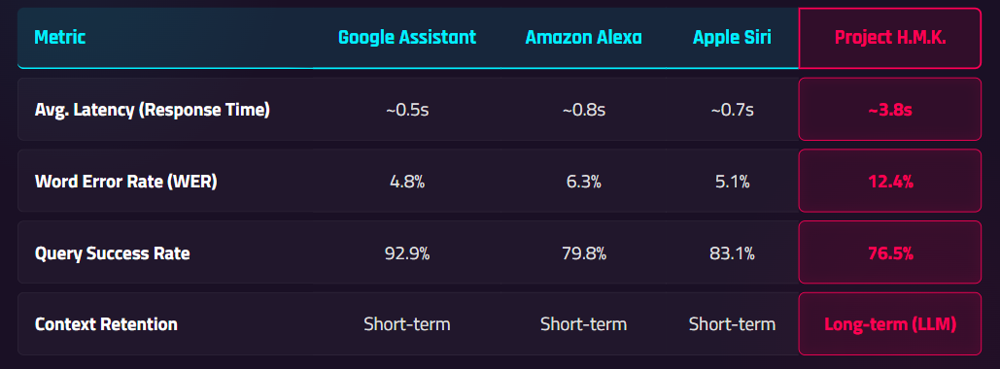 Metric Google Assistant Amazon Alexa Apple Siri Project H.M.K.
Avg. Latency (Response Time) ~0.5s ~0.8s ~0.7s ~3.8s
Word Error Rate (WER) 4.8% 6.3% 5.1% 12.4%
Query Success Rate 92.9% 79.8% 83.1% 76.5%
Context Retention Short-term Short-term Short-term Long-term (LLM)